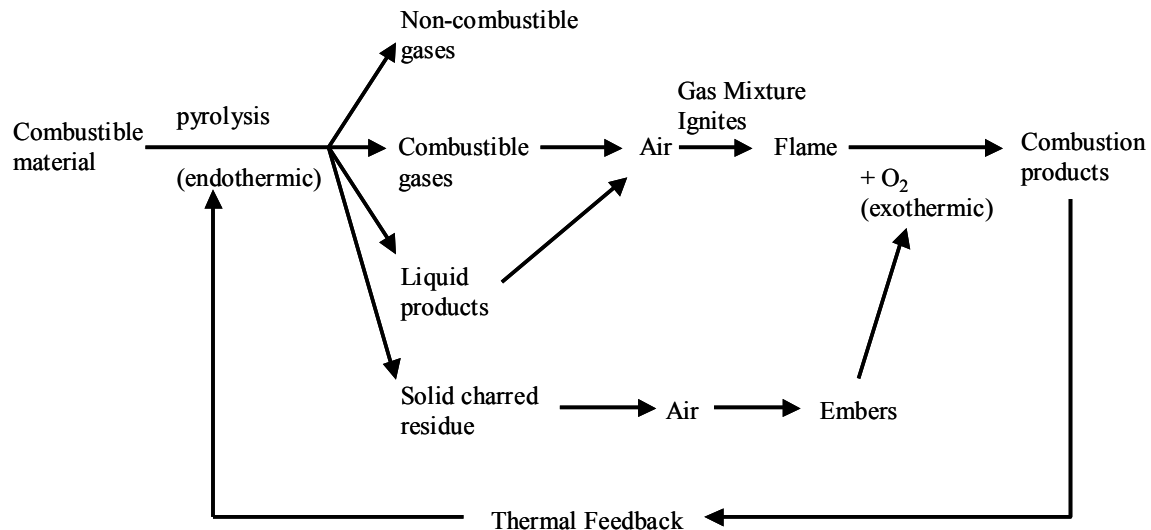 Non-combustible
gases
pyrolysis
Combustible
material
(endothermic)
Combustible
gases
Liquid
products
Solid charred
residue
Air
Gas Mixture
Ignites
Flame
+ O₂
(exothermic)
Combustion
products
Air
Embers
Thermal Feedback